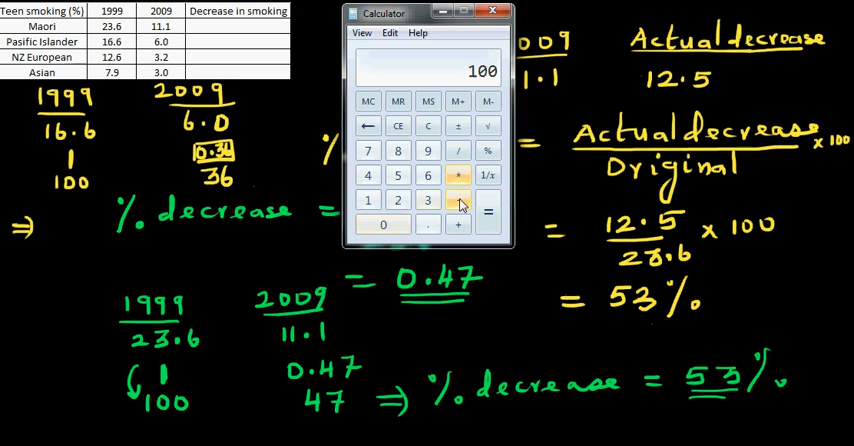 Teen smoking (%) 1999 2009 Decrease in smoking
Maori 23.6 11.1
Pasific Islander 16.6 6.0
NZ European 12.6 3.2
Asian 7.9 3.0
Calculator
View Edit Help
100
MC MR MS M+ M-
← CE C ± √
7 8 9 / %
4 5 6 * 1/x
1 2 3 =
0 . +
009 Actual decrease
1.1 12.5
1999 2009
16.6 6.0
1 0.36
100 36
% = Actual decrease × 100
Original
⇒ % decrease =
= 12.5 × 100
23.6
= 0.47
= 53%
1999 2009
23.6 11.1
1 0.47
100 47 ⇒ % decrease = 53%